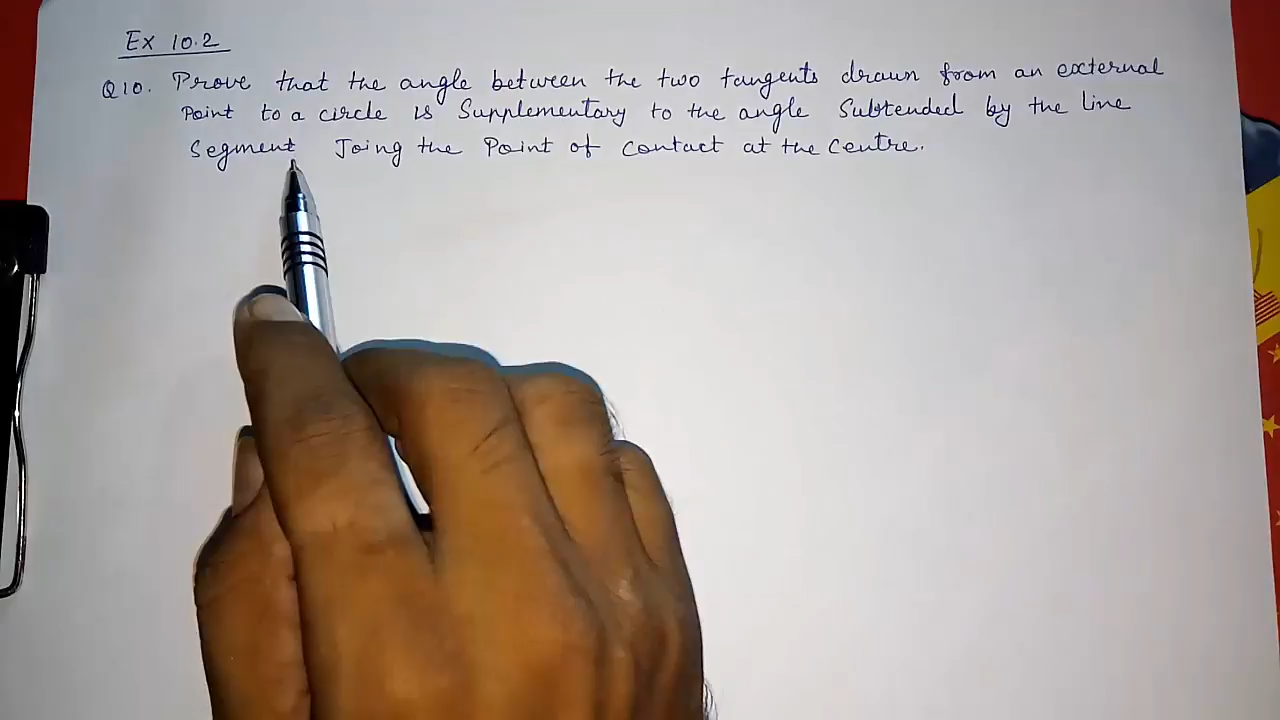 Ex 10.2
Q10. Prove that the angle between the two tangents drawn from an external
Point to a circle is Supplementary to the angle Subtended by the line
Segment Joing the Point of Contact at the Centre.